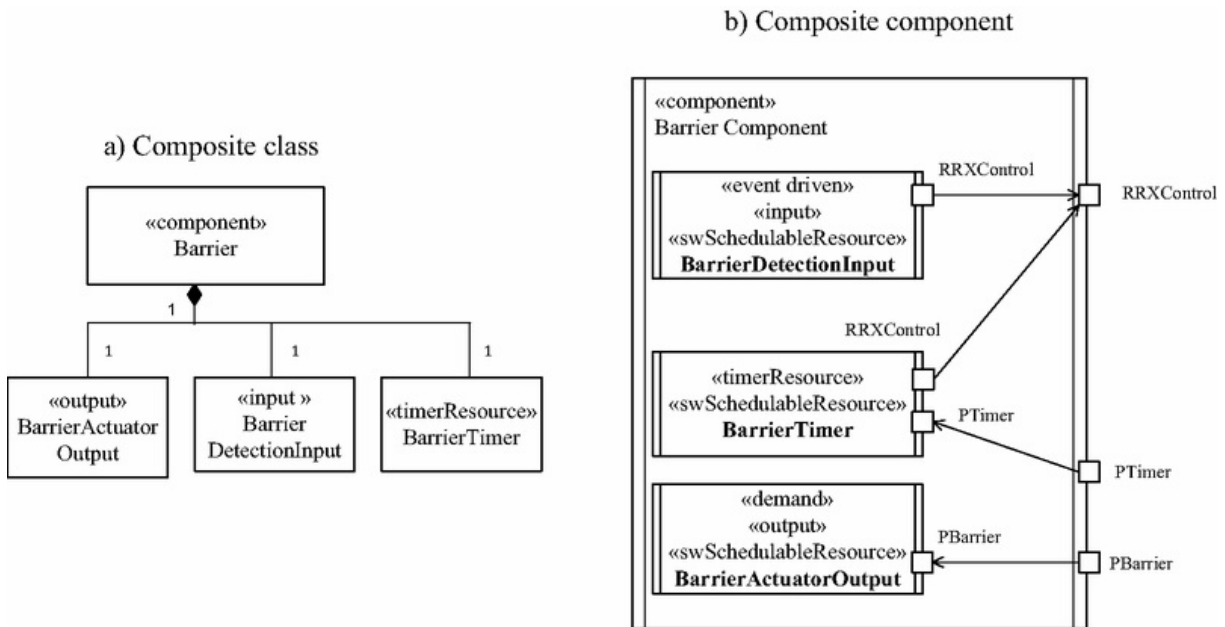 a) Composite class
«component»
Barrier
1
1
1
1
«output»
BarrierActuator
Output
«input »
Barrier
DetectionInput
«timerResource»
BarrierTimer
b) Composite component
«component»
Barrier Component
«event driven»
«input»
«swSchedulableResource»
BarrierDetectionInput
RRXControl
RRXControl
RRXControl
«timerResource»
«swSchedulableResource»
BarrierTimer
PTimer
PTimer
«demand»
«output»
«swSchedulableResource»
BarrierActuatorOutput
PBarrier
PBarrier